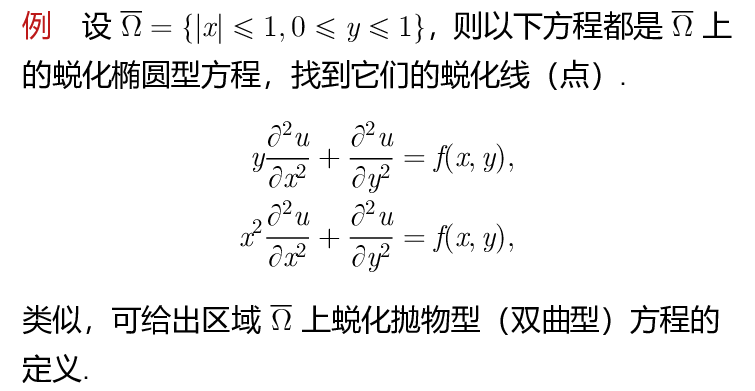 例 设 $\overline{\Omega} = \{|x| \leqslant 1, 0 \leqslant y \leqslant 1\}$，则以下方程都是 $\overline{\Omega}$ 上
的蜕化椭圆型方程，找到它们的蜕化线（点）.
$y\frac{\partial^2 u}{\partial x^2} + \frac{\partial^2 u}{\partial y^2} = f(x, y),$
$x^2\frac{\partial^2 u}{\partial x^2} + \frac{\partial^2 u}{\partial y^2} = f(x, y),$
类似，可给出区域 $\overline{\Omega}$ 上蜕化抛物型（双曲型）方程的
定义.